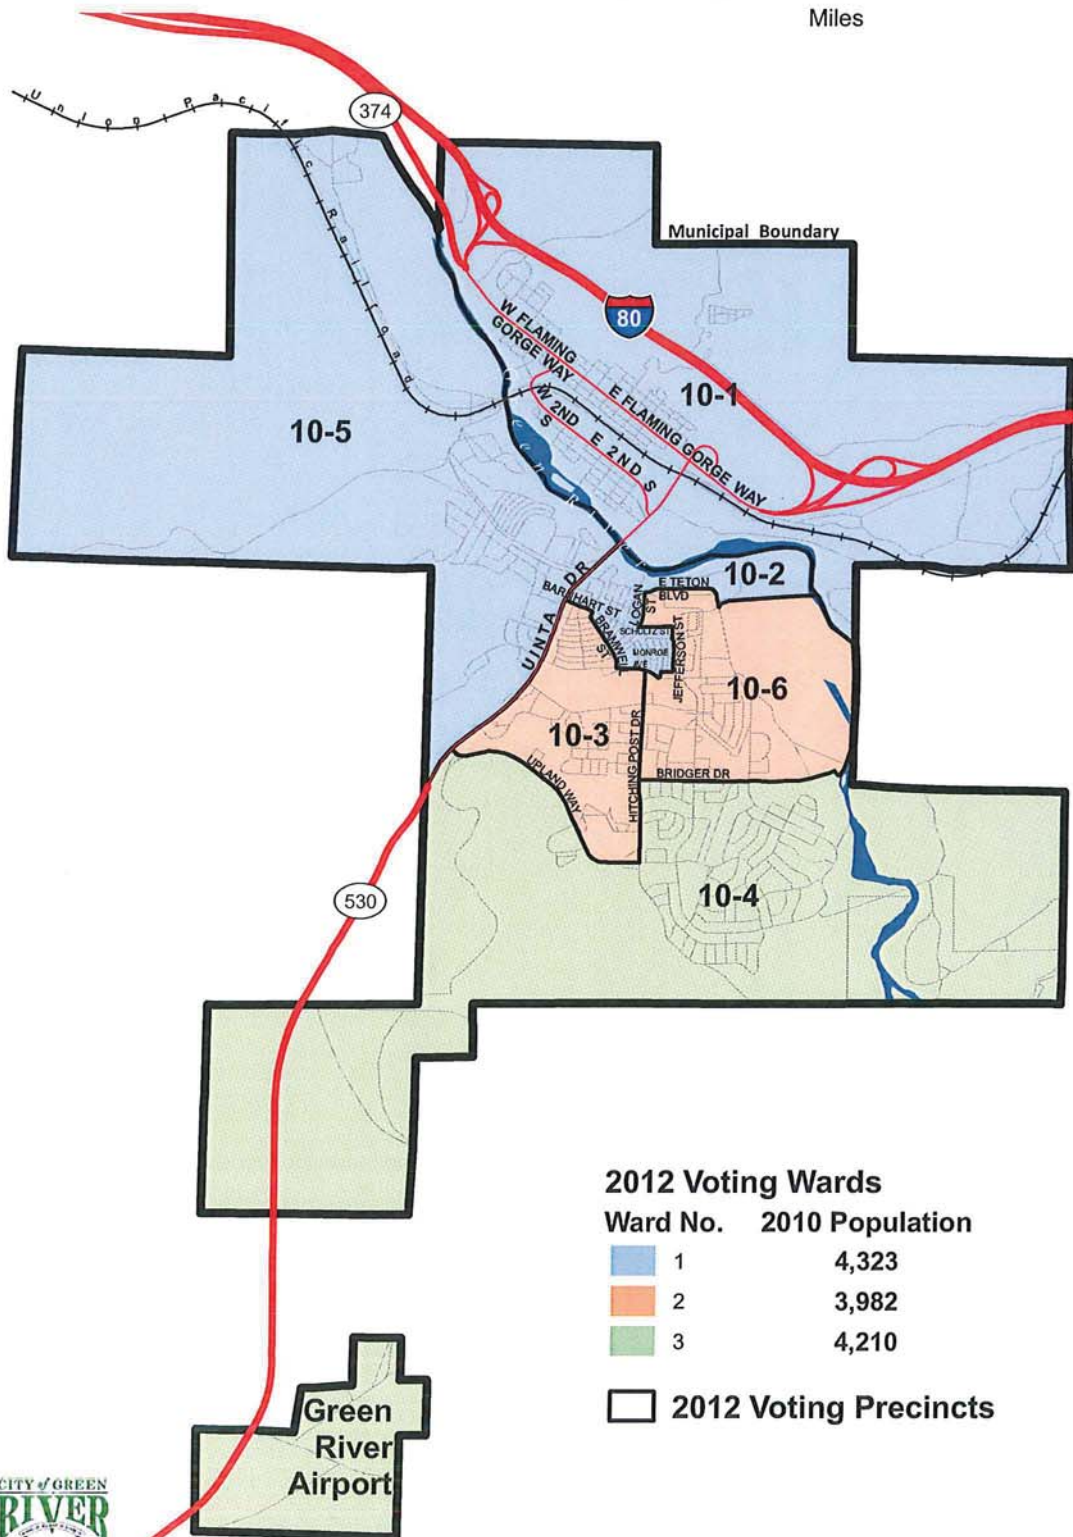 Miles
Union Pacific Railroad
374
Municipal Boundary
80
W FLAMING
GORGE WAY
E FLAMING GORGE WAY
10-1
W 2ND S
E 2ND S
10-5
Green River
10-2
E TETON
BLVD
BARNHART ST
LOGAN
ST
UINTA DR
BRAMWELL
ST
SCHULTZ ST
MONROE
AVE
JEFFERSON ST
10-6
10-3
HITCHING POST DR
BRIDGER DR
UPLAND WAY
10-4
530
2012 Voting Wards
Ward No. 2010 Population
1 4,323
2 3,982
3 4,210
2012 Voting Precincts
Green
River
Airport
CITY of GREEN
RIVER